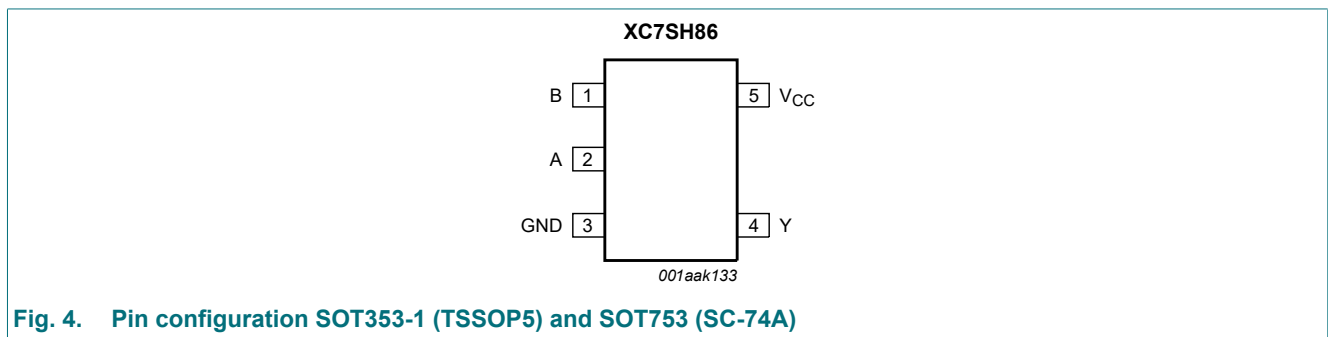 XC7SH86
B 1 5 VCC
A 2
GND 3 4 Y
001aak133
Fig. 4. Pin configuration SOT353-1 (TSSOP5) and SOT753 (SC-74A)